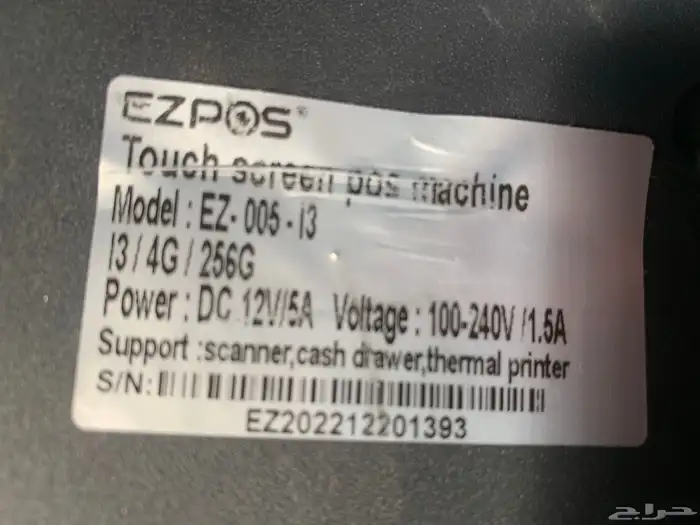 EZPOS
Touch screen pos machine
Model : EZ- 005 - i3
I3 / 4G / 256G
Power : DC 12V/5A Voltage : 100-240V /1.5A
Support :scanner,cash drawer,thermal printer
S/N:
EZ202212201393
حراج